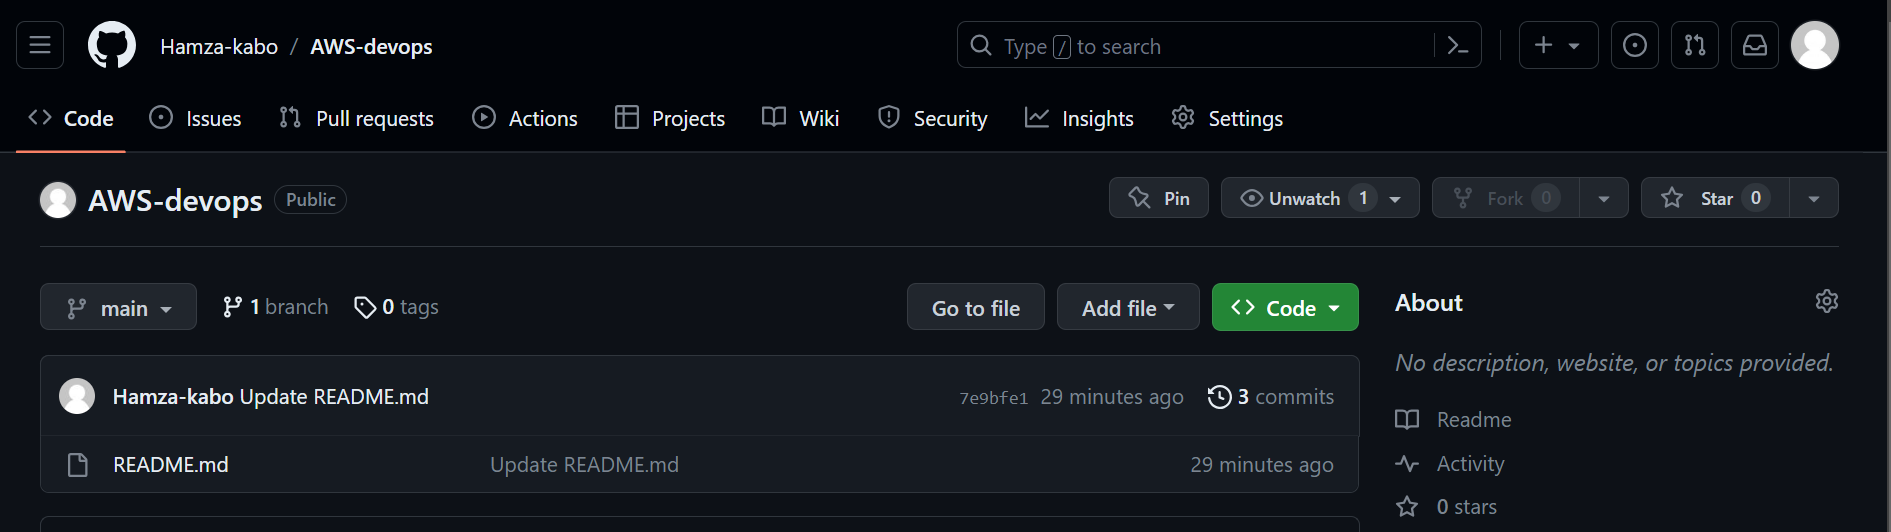 Hamza-kabo / AWS-devops Type / to search
Code Issues Pull requests Actions Projects Wiki Security Insights Settings
AWS-devops Public Pin Unwatch 1 Fork 0 Star 0
main 1 branch 0 tags Go to file Add file Code About
No description, website, or topics provided.
Hamza-kabo Update README.md 7e9bfe1 29 minutes ago 3 commits
Readme
README.md Update README.md 29 minutes ago Activity
0 stars